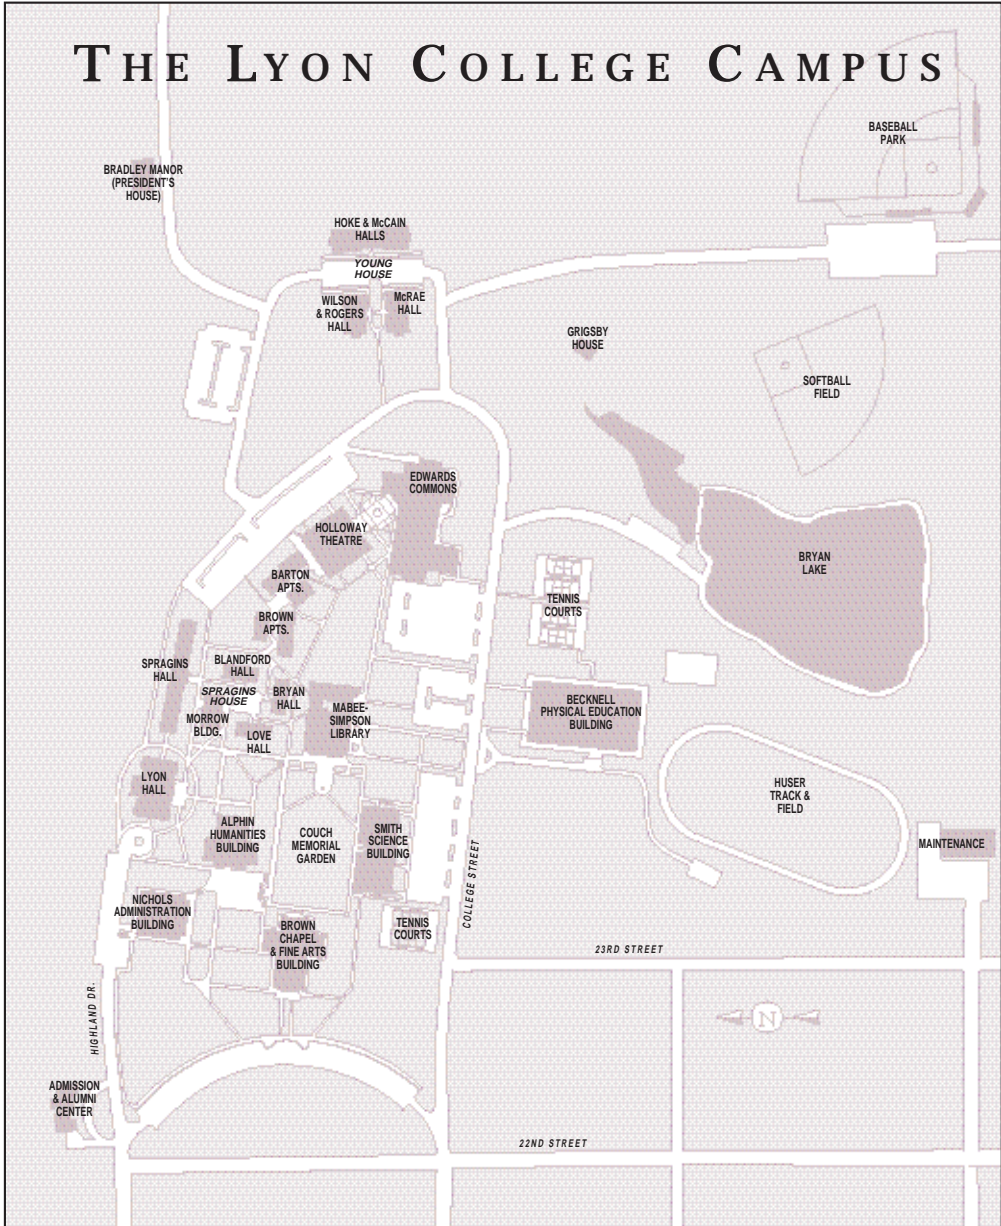 THE LYON COLLEGE CAMPUS
BASEBALL
PARK
BRADLEY MANOR
(PRESIDENT'S
HOUSE)
HOKE & McCAIN
HALLS
YOUNG
HOUSE
WILSON
& ROGERS
HALL
McRAE
HALL
GRIGSBY
HOUSE
SOFTBALL
FIELD
EDWARDS
COMMONS
HOLLOWAY
THEATRE
BRYAN
LAKE
BARTON
APTS.
TENNIS
COURTS
BROWN
APTS.
SPRAGINS
HALL
BLANDFORD
HALL
SPRAGINS
HOUSE
BRYAN
HALL
MABEE-
SIMPSON
LIBRARY
BECKNELL
PHYSICAL EDUCATION
BUILDING
MORROW
BLDG.
LOVE
HALL
LYON
HALL
HUSER
TRACK &
FIELD
ALPHIN
HUMANITIES
BUILDING
COUCH
MEMORIAL
GARDEN
SMITH
SCIENCE
BUILDING
MAINTENANCE
COLLEGE STREET
NICHOLS
ADMINISTRATION
BUILDING
BROWN
CHAPEL
& FINE ARTS
BUILDING
TENNIS
COURTS
23RD STREET
HIGHLAND DR.
N
ADMISSION
& ALUMNI
CENTER
22ND STREET